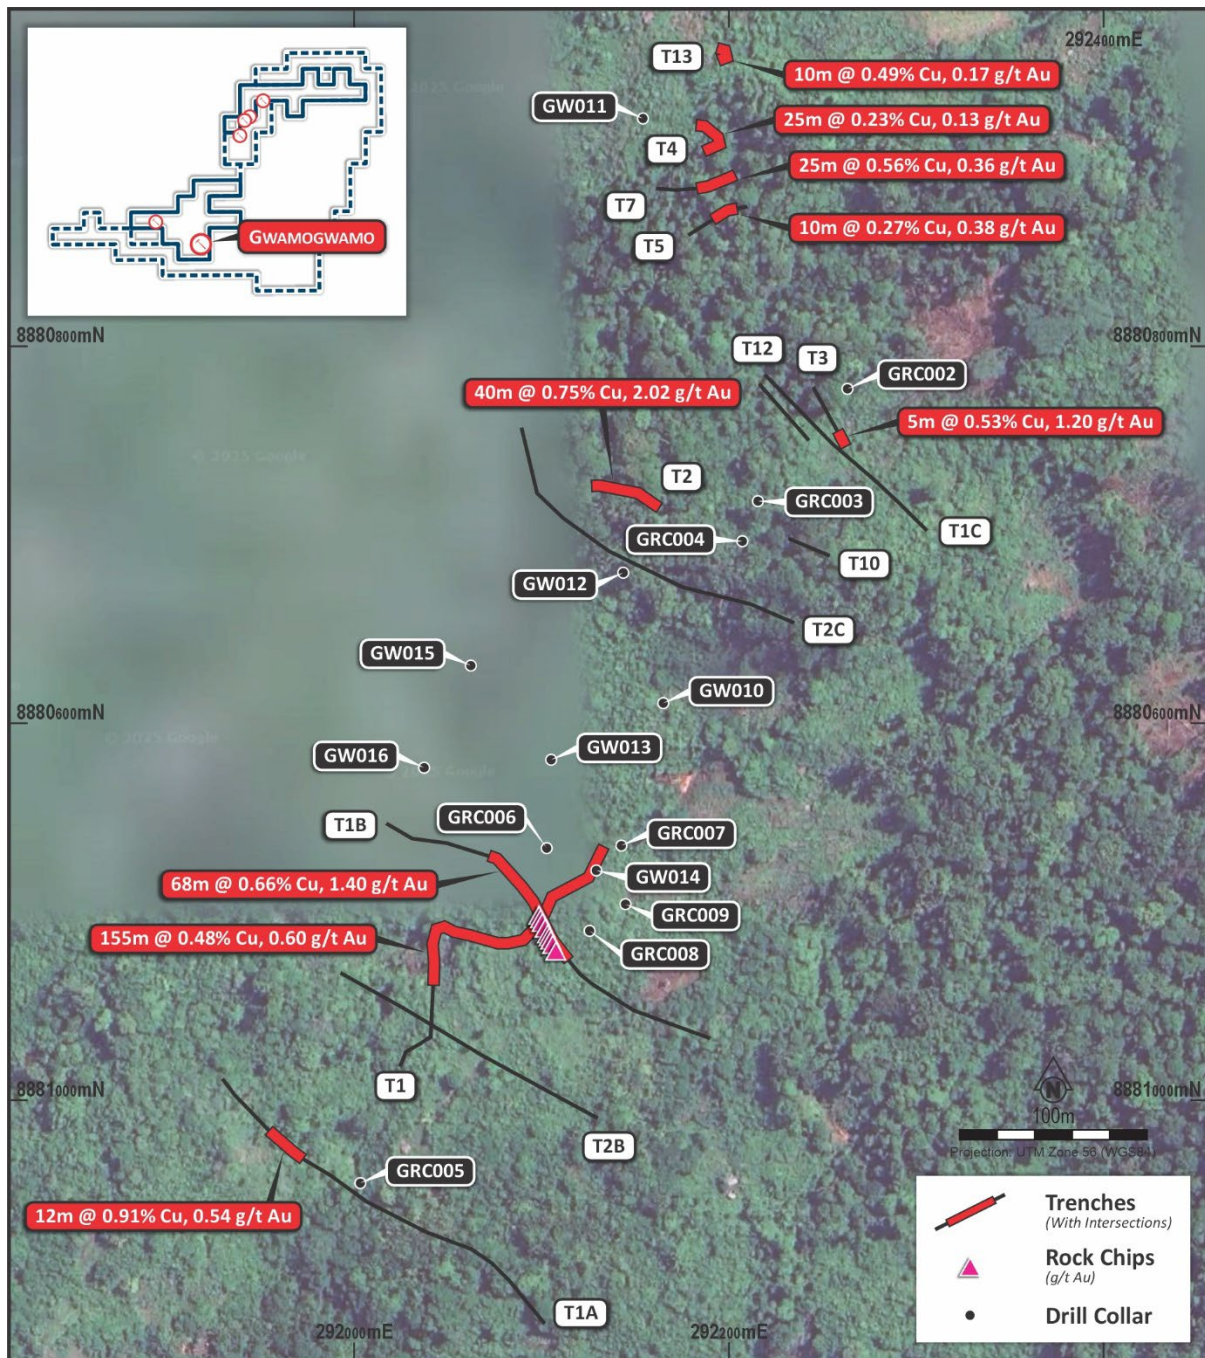 292400mE
T13
10m @ 0.49% Cu, 0.17 g/t Au
GW011
25m @ 0.23% Cu, 0.13 g/t Au
T4
25m @ 0.56% Cu, 0.36 g/t Au
T7
10m @ 0.27% Cu, 0.38 g/t Au
T5
GWAMOGWAMO
8880800mN
8880800mN
T12
T3
GRC002
40m @ 0.75% Cu, 2.02 g/t Au
5m @ 0.53% Cu, 1.20 g/t Au
© 2025 Google
T2
GRC003
GRC004
T1C
T10
GW012
T2C
GW015
GW010
8880600mN
8880600mN
© 2025 Google
GW013
GW016
© 2025 Google
T1B
GRC006
GRC007
68m @ 0.66% Cu, 1.40 g/t Au
GW014
GRC009
155m @ 0.48% Cu, 0.60 g/t Au
GRC008
T1
8881000mN
8881000mN
N
100m
T2B
Projection: UTM Zone 56 (WGS84)
GRC005
12m @ 0.91% Cu, 0.54 g/t Au
T1A
292000mE
292200mE
Trenches
(With Intersections)
Rock Chips
(g/t Au)
Drill Collar